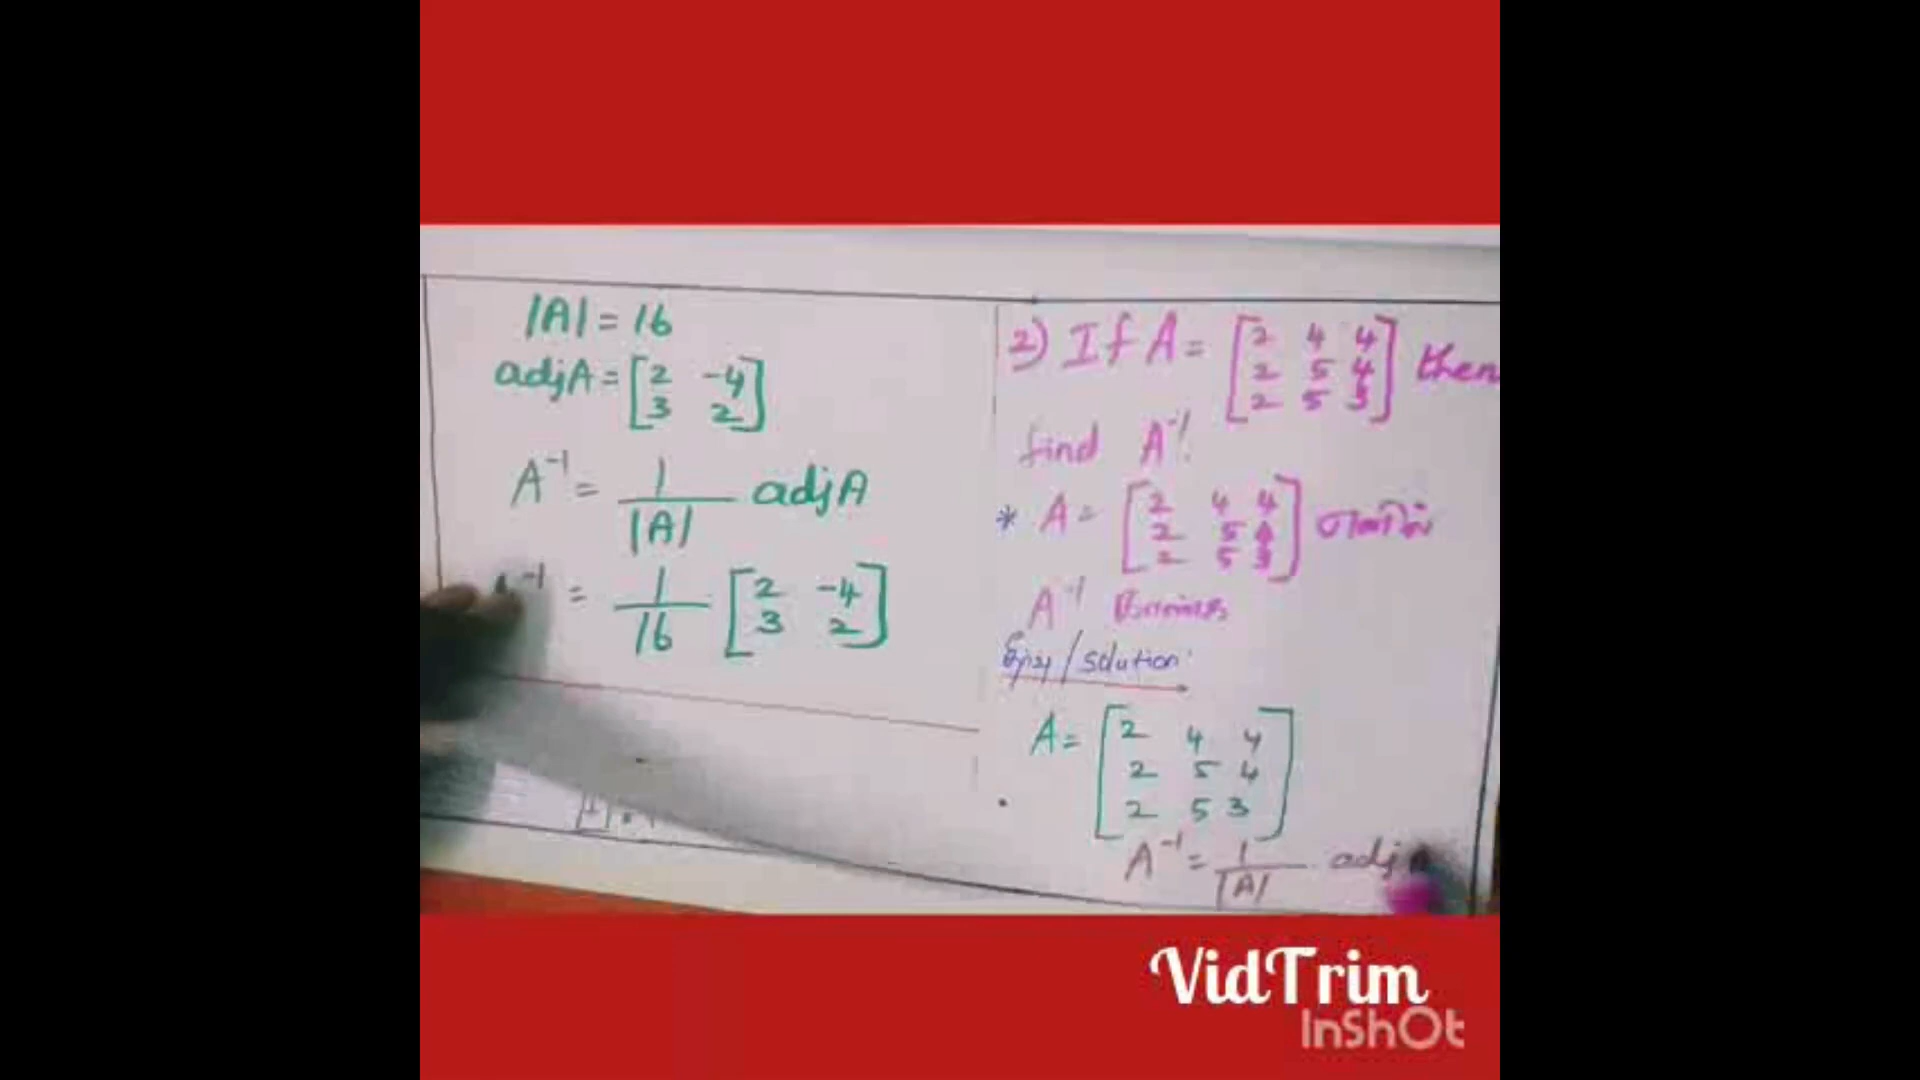 |A| = 16
adjA = [2 -4
3 2]
A⁻¹ = 1/|A| adjA
⁻¹ = 1/16 [2 -4
3 2]
2) If A = [2 4 4
2 5 4
2 5 3] then
find A⁻¹.
* A = [2 4 4
2 5 4
2 5 3] எனில்
A⁻¹ காண்க
தீர்வு / solution:
A = [2 4 4
2 5 4
2 5 3]
A⁻¹ = 1/|A| adj
VidTrim
InShOt